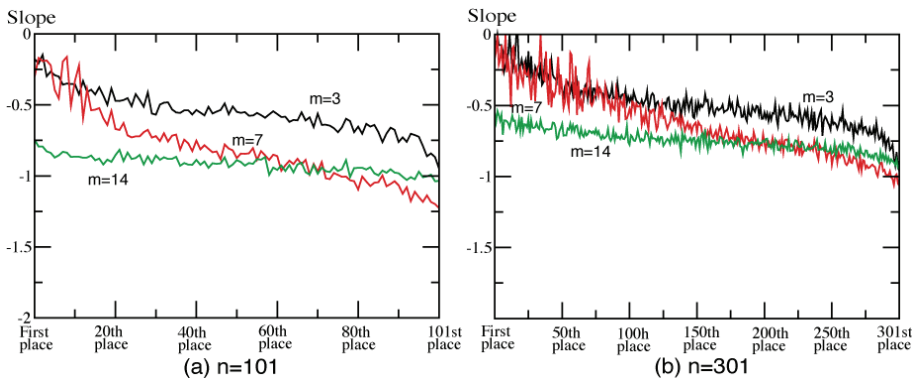 Slope
0
-0.5
-1
-1.5
-2
m=3
m=7
m=14
First place
20th place
40th place
60th place
80th place
101st place
(a) n=101
Slope
0
-0.5
-1
-1.5
m=7
m=3
m=14
First place
50th place
100th place
150th place
200th place
250th place
301st place
(b) n=301